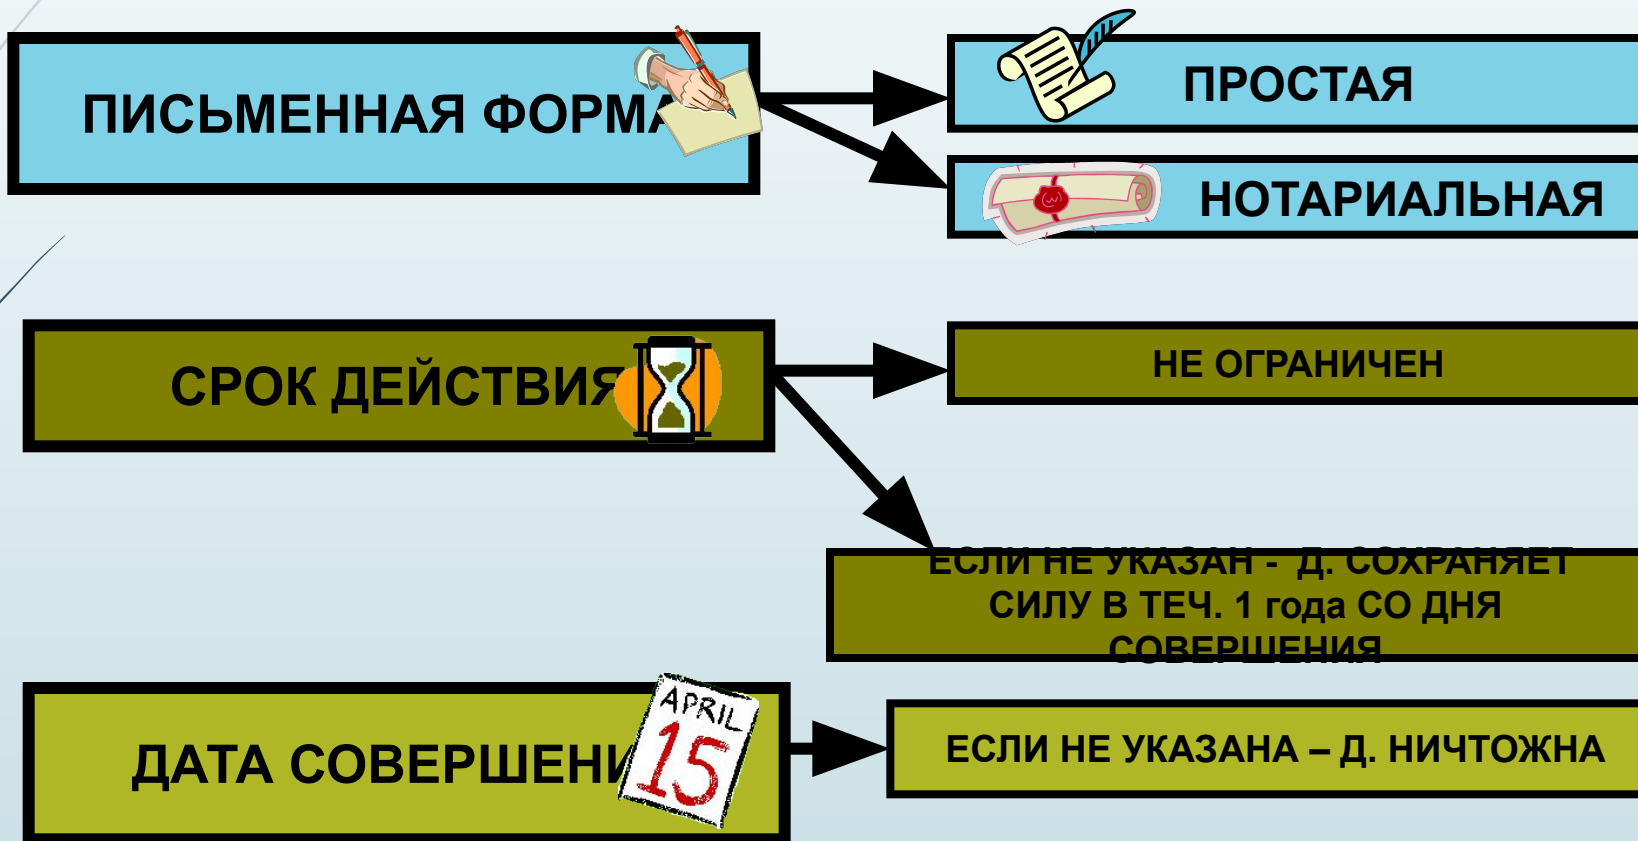 ПИСЬМЕННАЯ ФОРМА
ПРОСТАЯ
НОТАРИАЛЬНАЯ
СРОК ДЕЙСТВИЯ
НЕ ОГРАНИЧЕН
ЕСЛИ НЕ УКАЗАН - Д. СОХРАНЯЕТ
СИЛУ В ТЕЧ. 1 года СО ДНЯ
СОВЕРШЕНИЯ
ДАТА СОВЕРШЕНИ
APRIL
15
ЕСЛИ НЕ УКАЗАНА – Д. НИЧТОЖНА